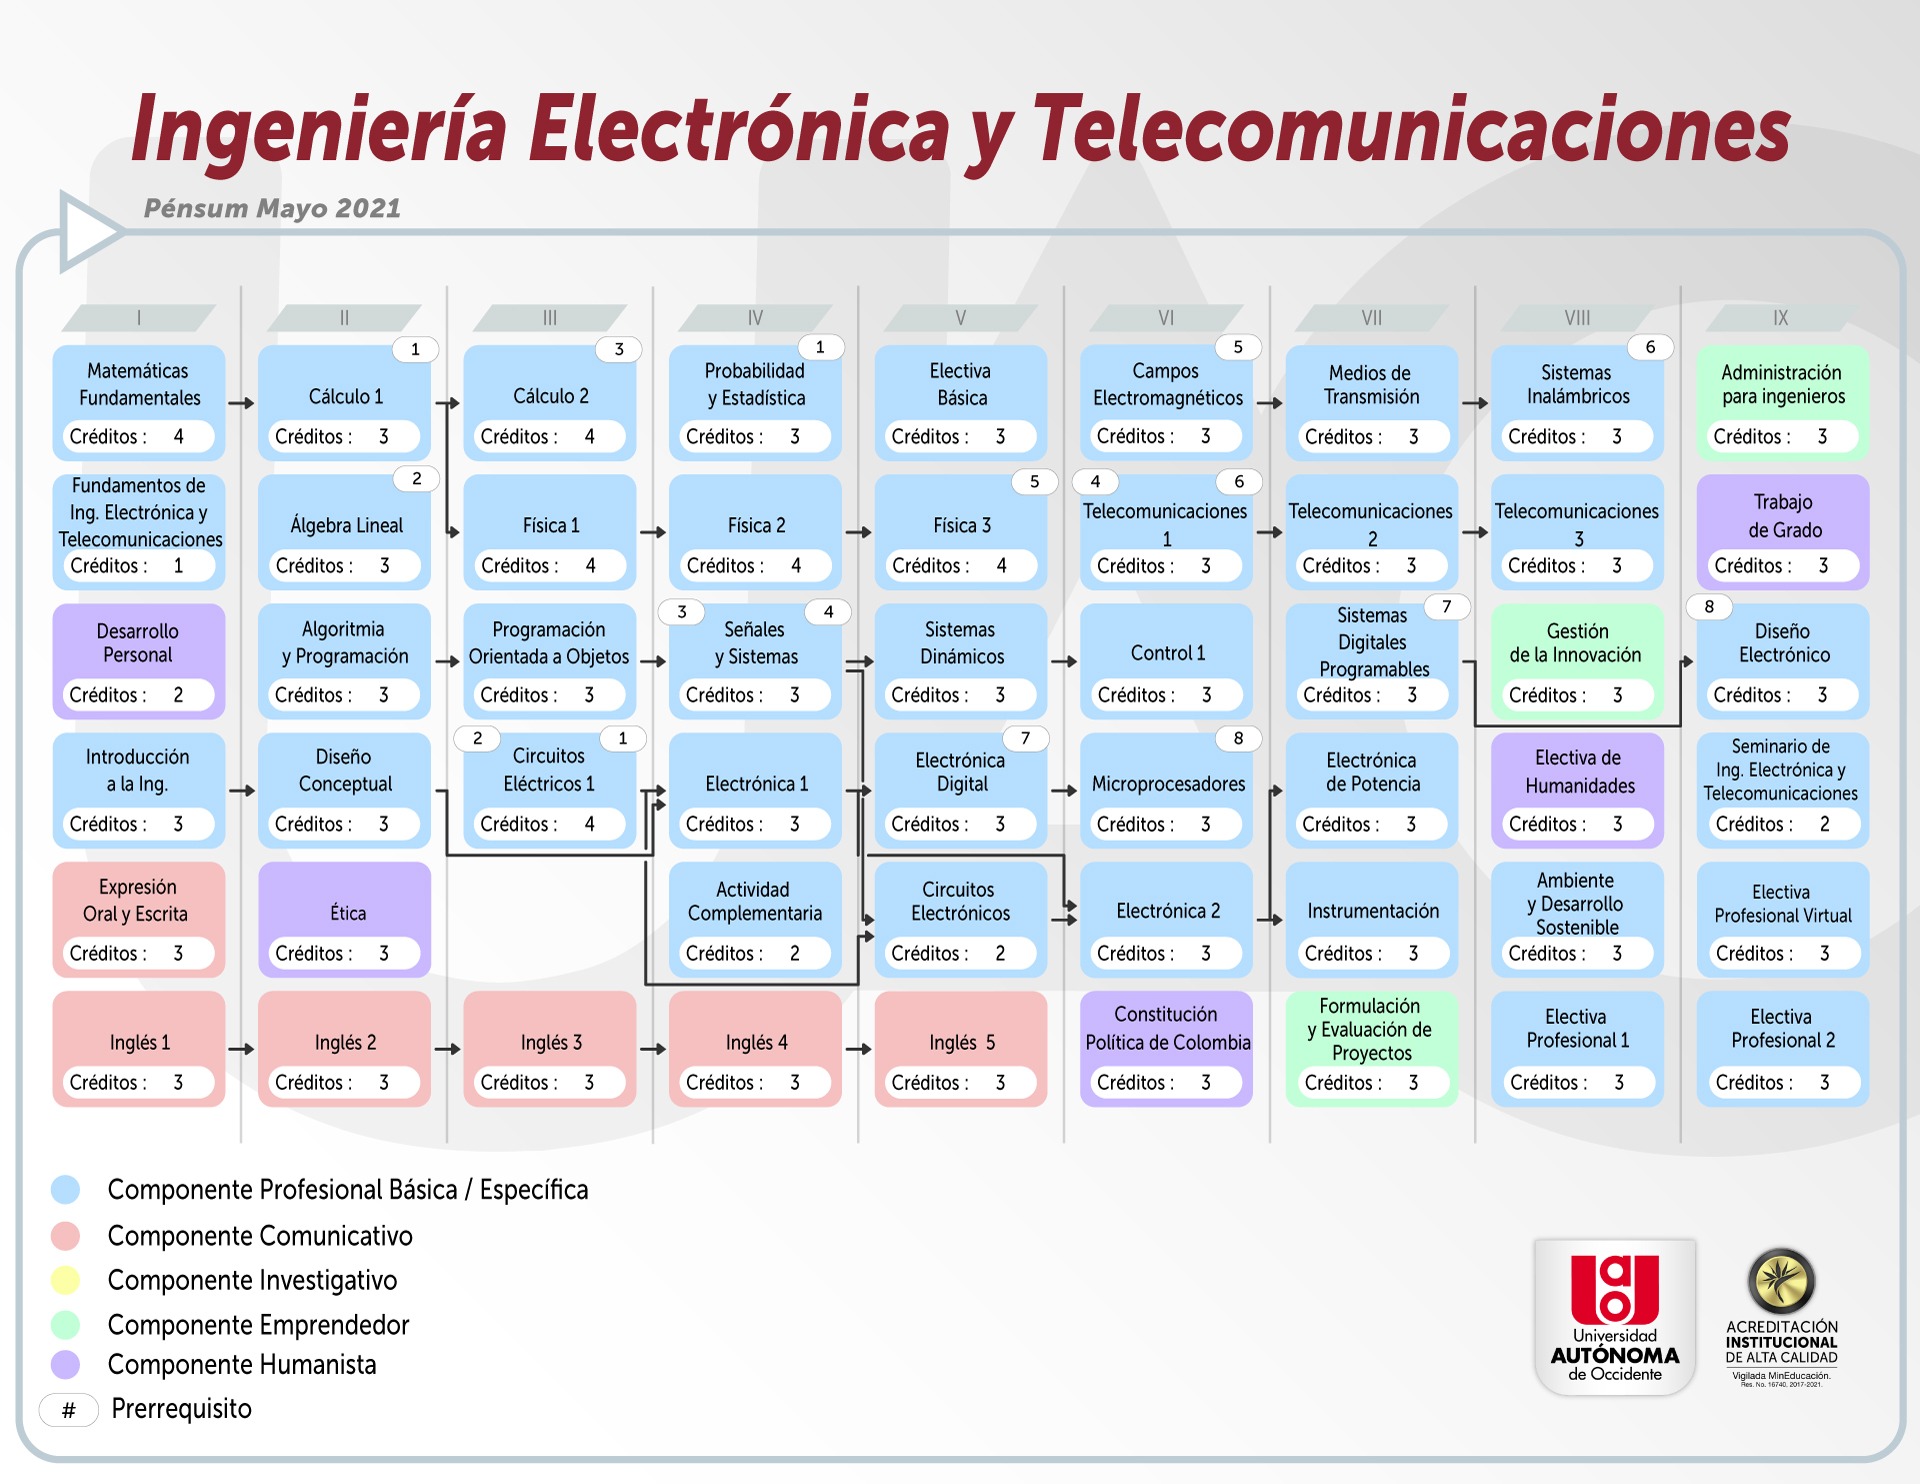 Ingeniería Electrónica y Telecomunicaciones
Pénsum Mayo 2021
I
II
III
IV
V
VI
VII
VIII
IX
Matemáticas
Fundamentales
Créditos : 4
Fundamentos de
Ing. Electrónica y
Telecomunicaciones
Créditos : 1
Desarrollo
Personal
Créditos : 2
Introducción
a la Ing.
Créditos : 3
Expresión
Oral y Escrita
Créditos : 3
Inglés 1
Créditos : 3
1
Cálculo 1
Créditos : 3
2
Álgebra Lineal
Créditos : 3
Algoritmia
y Programación
Créditos : 3
Diseño
Conceptual
Créditos : 3
Ética
Créditos : 3
Inglés 2
Créditos : 3
3
Cálculo 2
Créditos : 4
Física 1
Créditos : 4
Programación
Orientada a Objetos
Créditos : 3
2
1
Circuitos
Eléctricos 1
Créditos : 4
Inglés 3
Créditos : 3
1
Probabilidad
y Estadística
Créditos : 3
Física 2
Créditos : 4
3
4
Señales
y Sistemas
Créditos : 3
Electrónica 1
Créditos : 3
Actividad
Complementaria
Créditos : 2
Inglés 4
Créditos : 3
Electiva
Básica
Créditos : 3
5
Física 3
Créditos : 4
Sistemas
Dinámicos
Créditos : 3
7
Electrónica
Digital
Créditos : 3
Circuitos
Electrónicos
Créditos : 2
Inglés 5
Créditos : 3
5
Campos
Electromagnéticos
Créditos : 3
4
6
Telecomunicaciones
1
Créditos : 3
Control 1
Créditos : 3
8
Microprocesadores
Créditos : 3
Electrónica 2
Créditos : 3
Constitución
Política de Colombia
Créditos : 3
Medios de
Transmisión
Créditos : 3
Telecomunicaciones
2
Créditos : 3
7
Sistemas
Digitales
Programables
Créditos : 3
Electrónica
de Potencia
Créditos : 3
Instrumentación
Créditos : 3
Formulación
y Evaluación de
Proyectos
Créditos : 3
6
Sistemas
Inalámbricos
Créditos : 3
Telecomunicaciones
3
Créditos : 3
Gestión
de la Innovación
Créditos : 3
Electiva de
Humanidades
Créditos : 3
Ambiente
y Desarrollo
Sostenible
Créditos : 3
Electiva
Profesional 1
Créditos : 3
Administración
para ingenieros
Créditos : 3
Trabajo
de Grado
Créditos : 3
8
Diseño
Electrónico
Créditos : 3
Seminario de
Ing. Electrónica y
Telecomunicaciones
Créditos : 2
Electiva
Profesional Virtual
Créditos : 3
Electiva
Profesional 2
Créditos : 3
Componente Profesional Básica / Específica
Componente Comunicativo
Componente Investigativo
Componente Emprendedor
Componente Humanista
# Prerrequisito
uao
Universidad
AUTÓNOMA
de Occidente
ACREDITACIÓN
INSTITUCIONAL
DE ALTA CALIDAD
Vigilada MinEducación.
Res. No. 16740, 2017-2021.